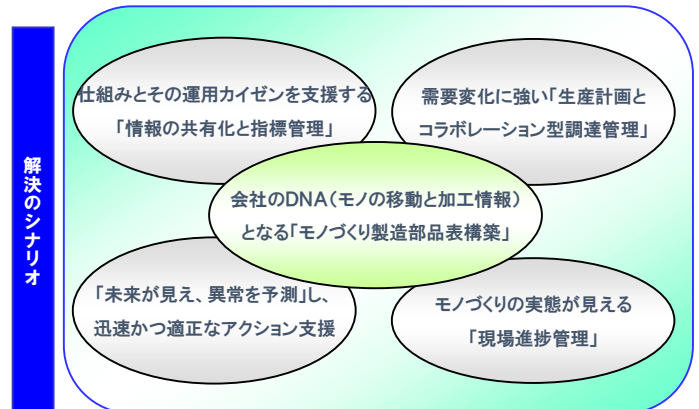 解決のシナリオ
仕組みとその運用カイゼンを支援する
「情報の共有化と指標管理」
需要変化に強い「生産計画と
コラボレーション型調達管理」
会社のDNA（モノの移動と加工情報）
となる「モノづくり製造部品表構築」
「未来が見え、異常を予測」し、
迅速かつ適正なアクション支援
モノづくりの実態が見える
「現場進捗管理」